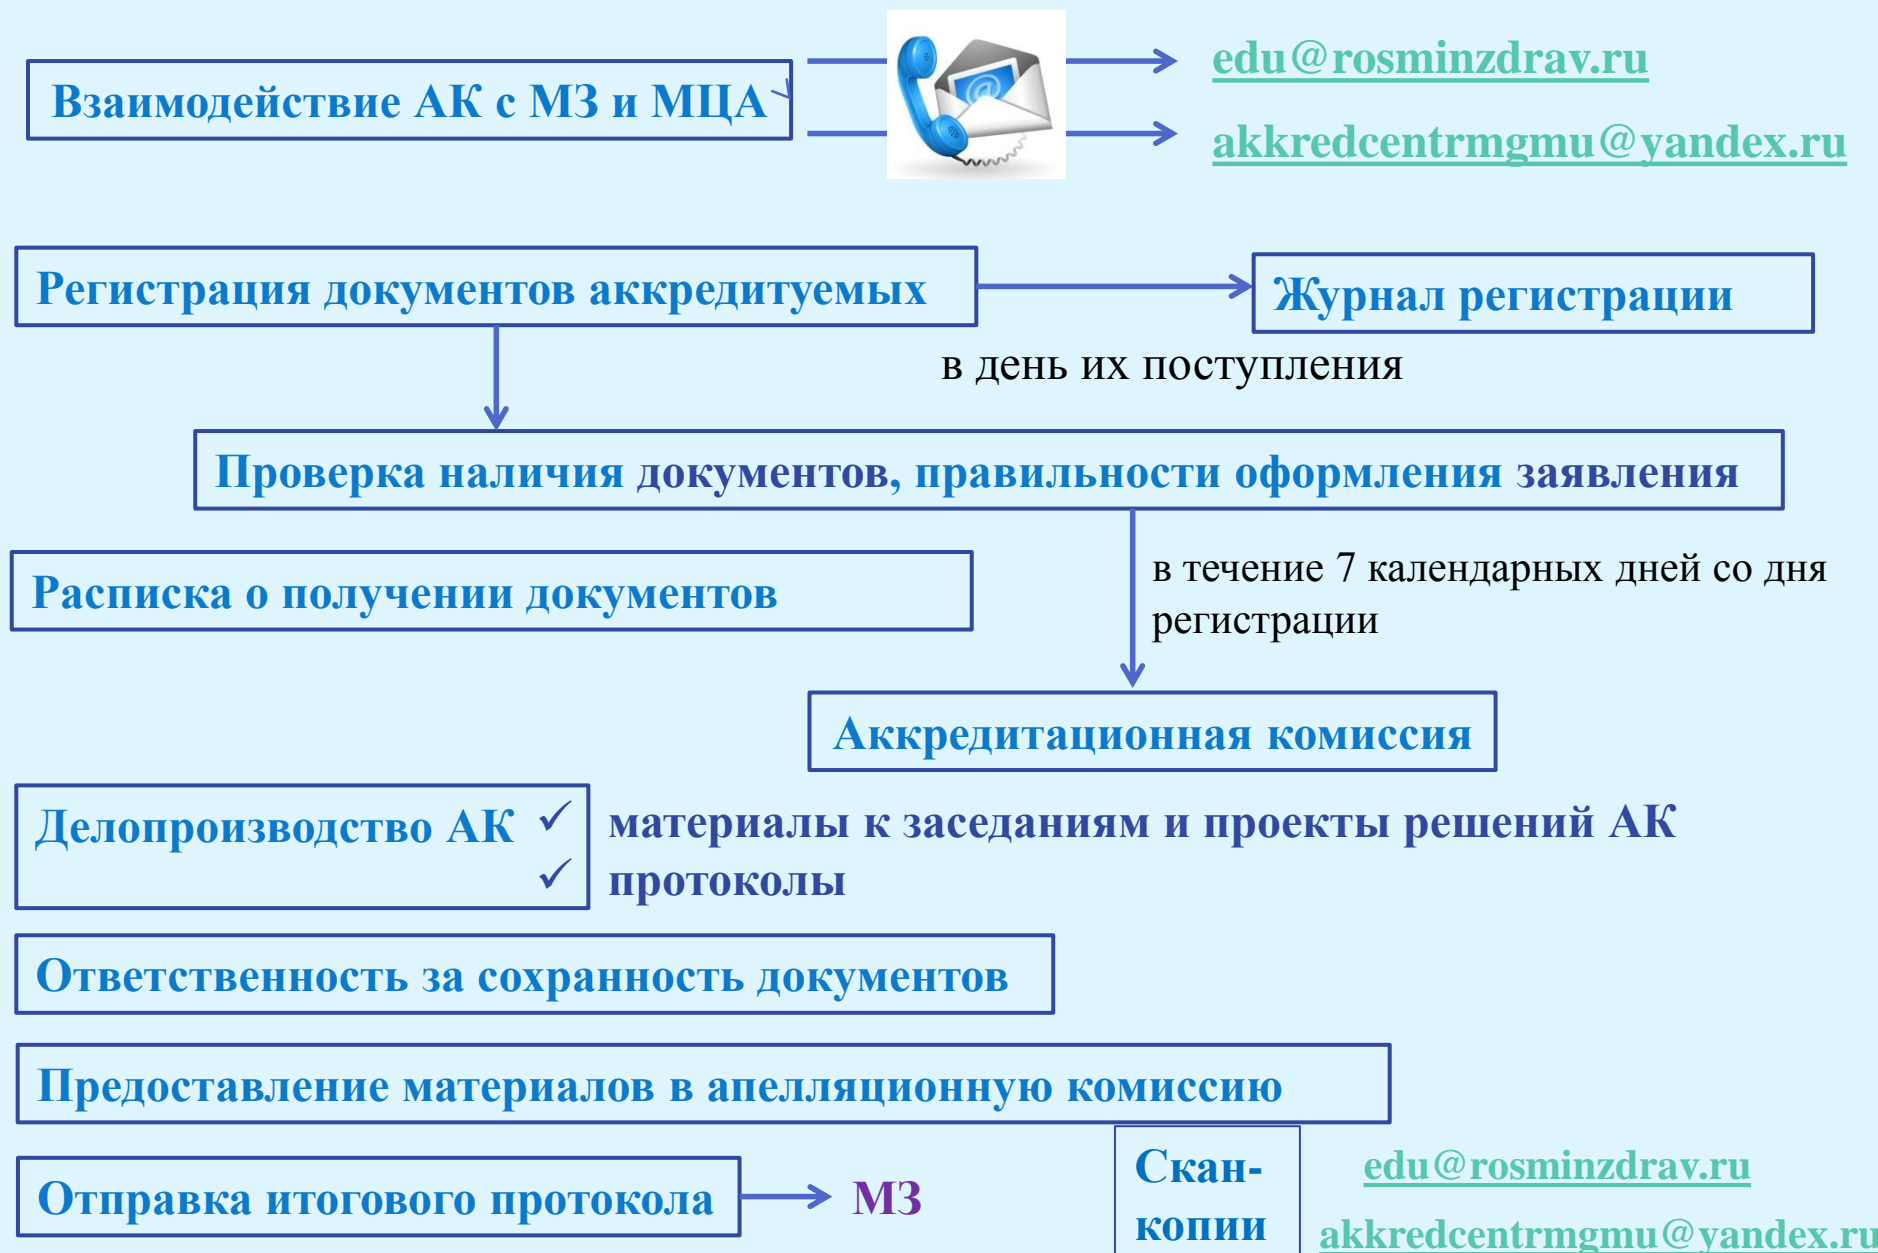 edu@rosminzdrav.ru
Взаимодействие АК с МЗ и МЦА
akkredcentrmgmu@yandex.ru
Регистрация документов аккредитуемых
Журнал регистрации
в день их поступления
Проверка наличия документов, правильности оформления заявления
Расписка о получении документов
в течение 7 календарных дней со дня
регистрации
Аккредитационная комиссия
Делопроизводство АК ✓ материалы к заседаниям и проекты решений АК
✓ протоколы
Ответственность за сохранность документов
Предоставление материалов в апелляционную комиссию
Отправка итогового протокола
МЗ
Скан-
копии
edu@rosminzdrav.ru
akkredcentrmgmu@yandex.ru